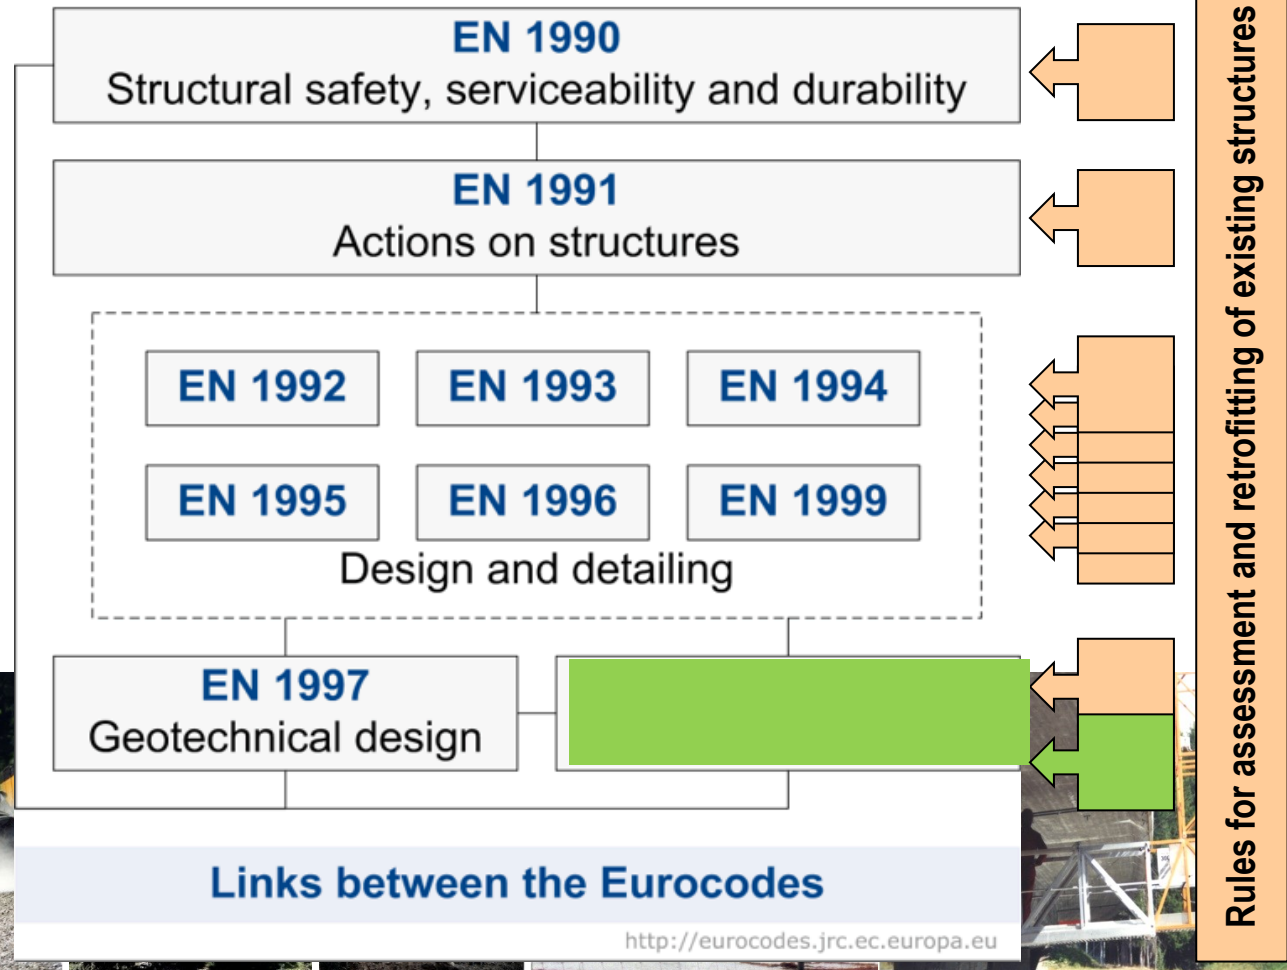 EN 1990
Structural safety, serviceability and durability
EN 1991
Actions on structures
EN 1992
EN 1993
EN 1994
EN 1995
EN 1996
EN 1999
Design and detailing
EN 1997
Geotechnical design
Links between the Eurocodes
http://eurocodes.jrc.ec.europa.eu
Rules for assessment and retrofitting of existing structures